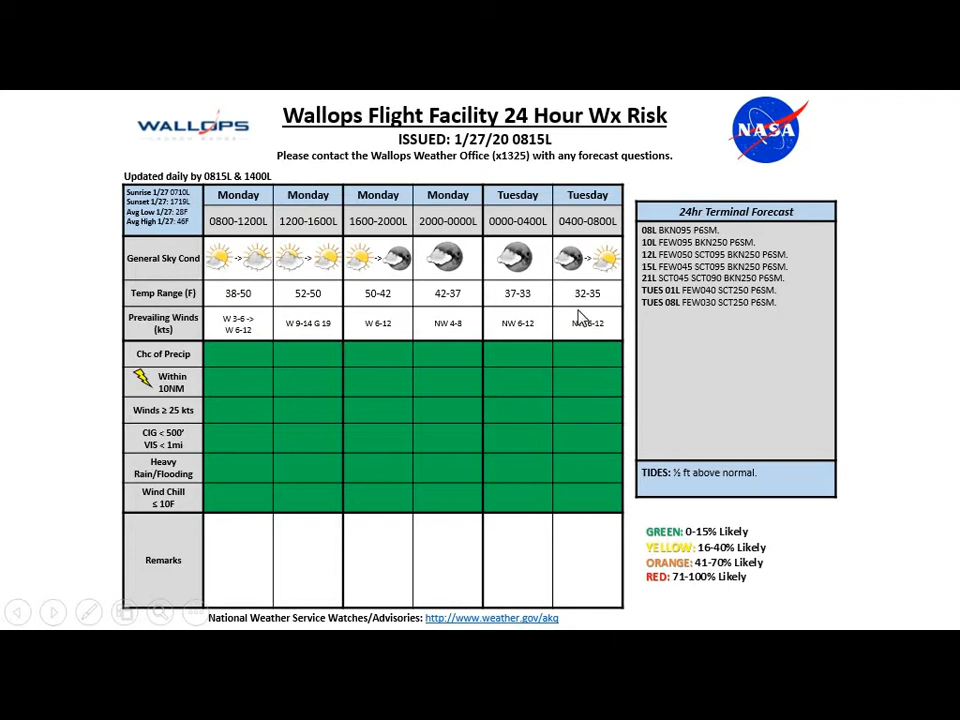 WALLOPS
Wallops Flight Facility 24 Hour Wx Risk
ISSUED: 1/27/20 0815L
Please contact the Wallops Weather Office (x1325) with any forecast questions.
NASA
Updated daily by 0815L & 1400L
Sunrise 1/27 0710L
Sunset 1/27: 1719L
Avg Low 1/27: 28F
Avg High 1/27: 46F
Monday Monday Monday Monday Tuesday Tuesday
0800-1200L 1200-1600L 1600-2000L 2000-0000L 0000-0400L 0400-0800L
General Sky Cond -> -> -> ->
Temp Range (F) 38-50 52-50 50-42 42-37 37-33 32-35
Prevailing Winds (kts) W 3-6 -> W 6-12 W 9-14 G 19 W 6-12 NW 4-8 NW 6-12 6-12
Chc of Precip
Within
10NM
Winds ≥ 25 kts
CIG < 500'
VIS < 1mi
Heavy
Rain/Flooding
Wind Chill
≤ 10F
Remarks
National Weather Service Watches/Advisories: http://www.weather.gov/akq
24hr Terminal Forecast
08L BKN095 P6SM.
10L FEW095 BKN250 P6SM.
12L FEW050 SCT095 BKN250 P6SM.
15L FEW045 SCT095 BKN250 P6SM.
21L SCT045 SCT090 BKN250 P6SM.
TUES 01L FEW040 SCT250 P6SM.
TUES 08L FEW030 SCT250 P6SM.
TIDES: ½ ft above normal.
GREEN: 0-15% Likely
YELLOW: 16-40% Likely
ORANGE: 41-70% Likely
RED: 71-100% Likely